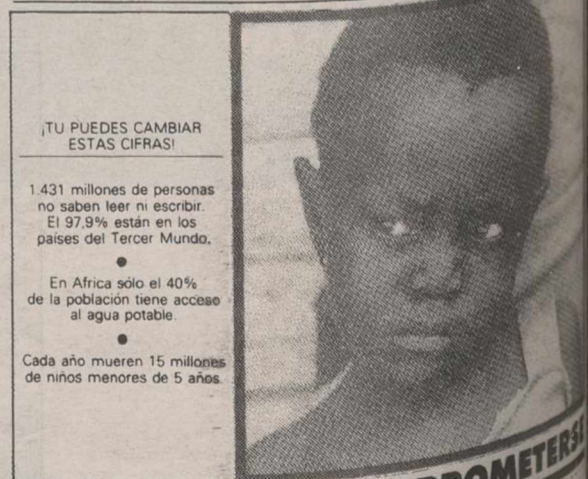 ¡TU PUEDES CAMBIAR
ESTAS CIFRAS!
1.431 millones de personas
no saben leer ni escribir.
El 97,9% están en los
países del Tercer Mundo.
●
En Africa sólo el 40%
de la población tiene acceso
al agua potable.
●
Cada año mueren 15 millones
de niños menores de 5 años.